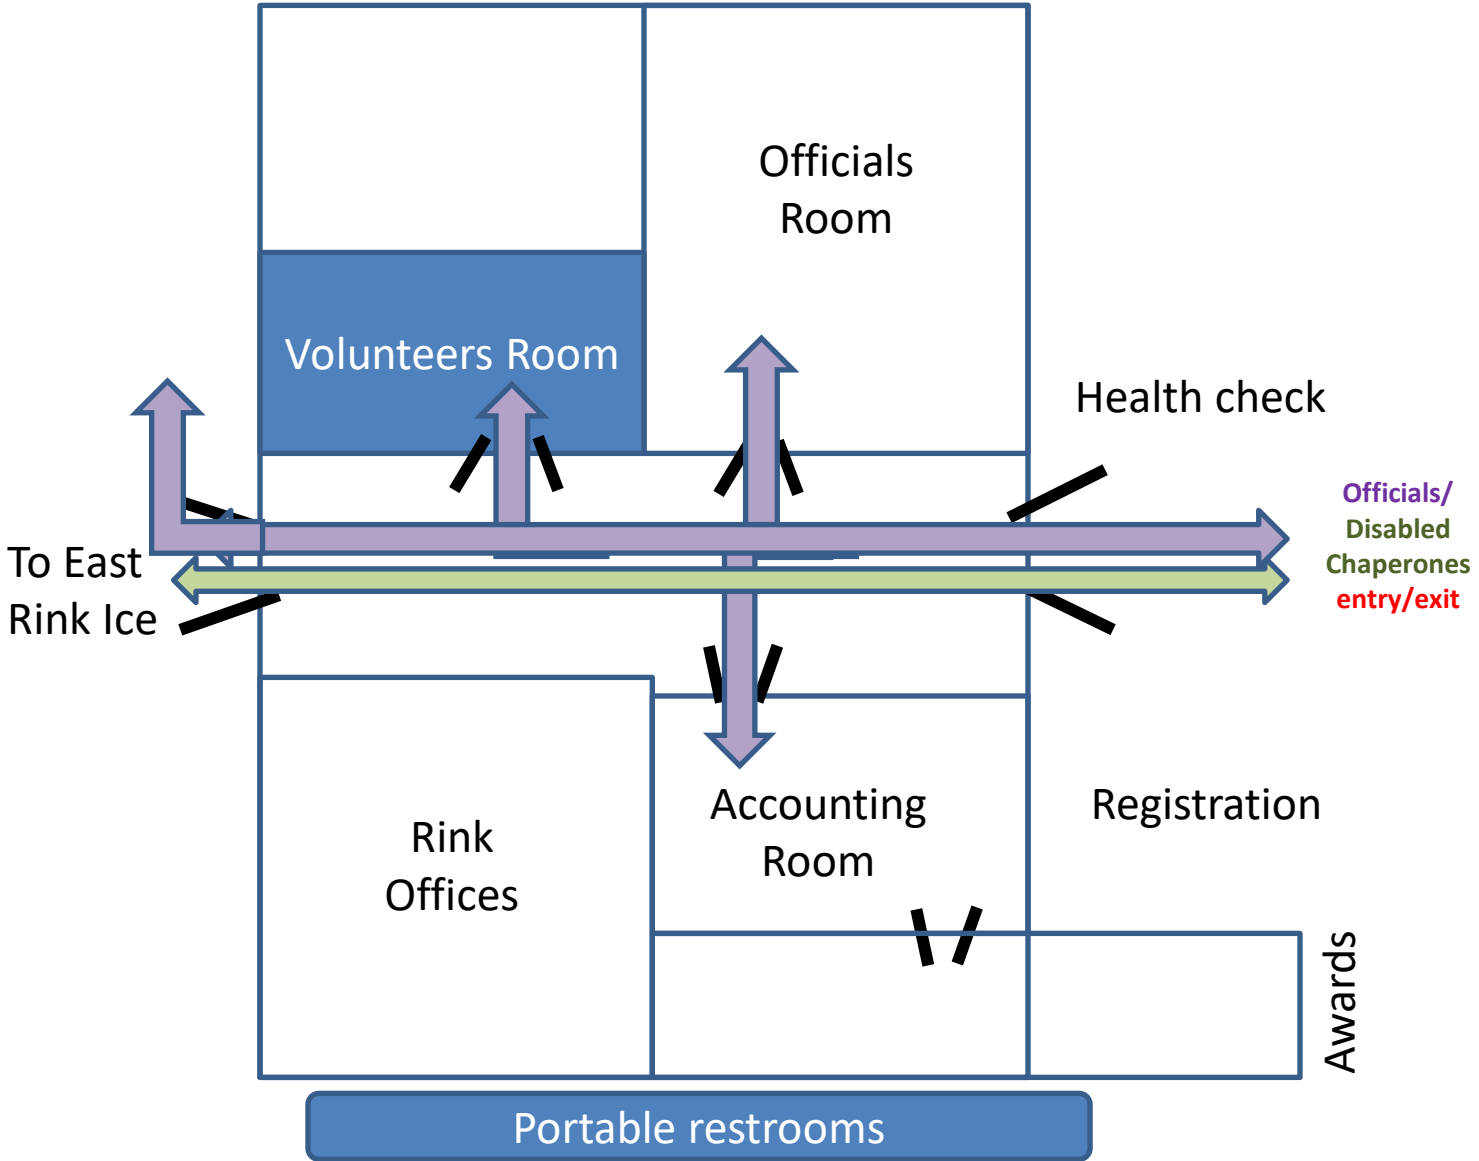 Officials
Room
Volunteers Room
Health check
Officials/
Disabled
Chaperones
entry/exit
To East
Rink Ice
Accounting
Room
Registration
Rink
Offices
Awards
Portable restrooms